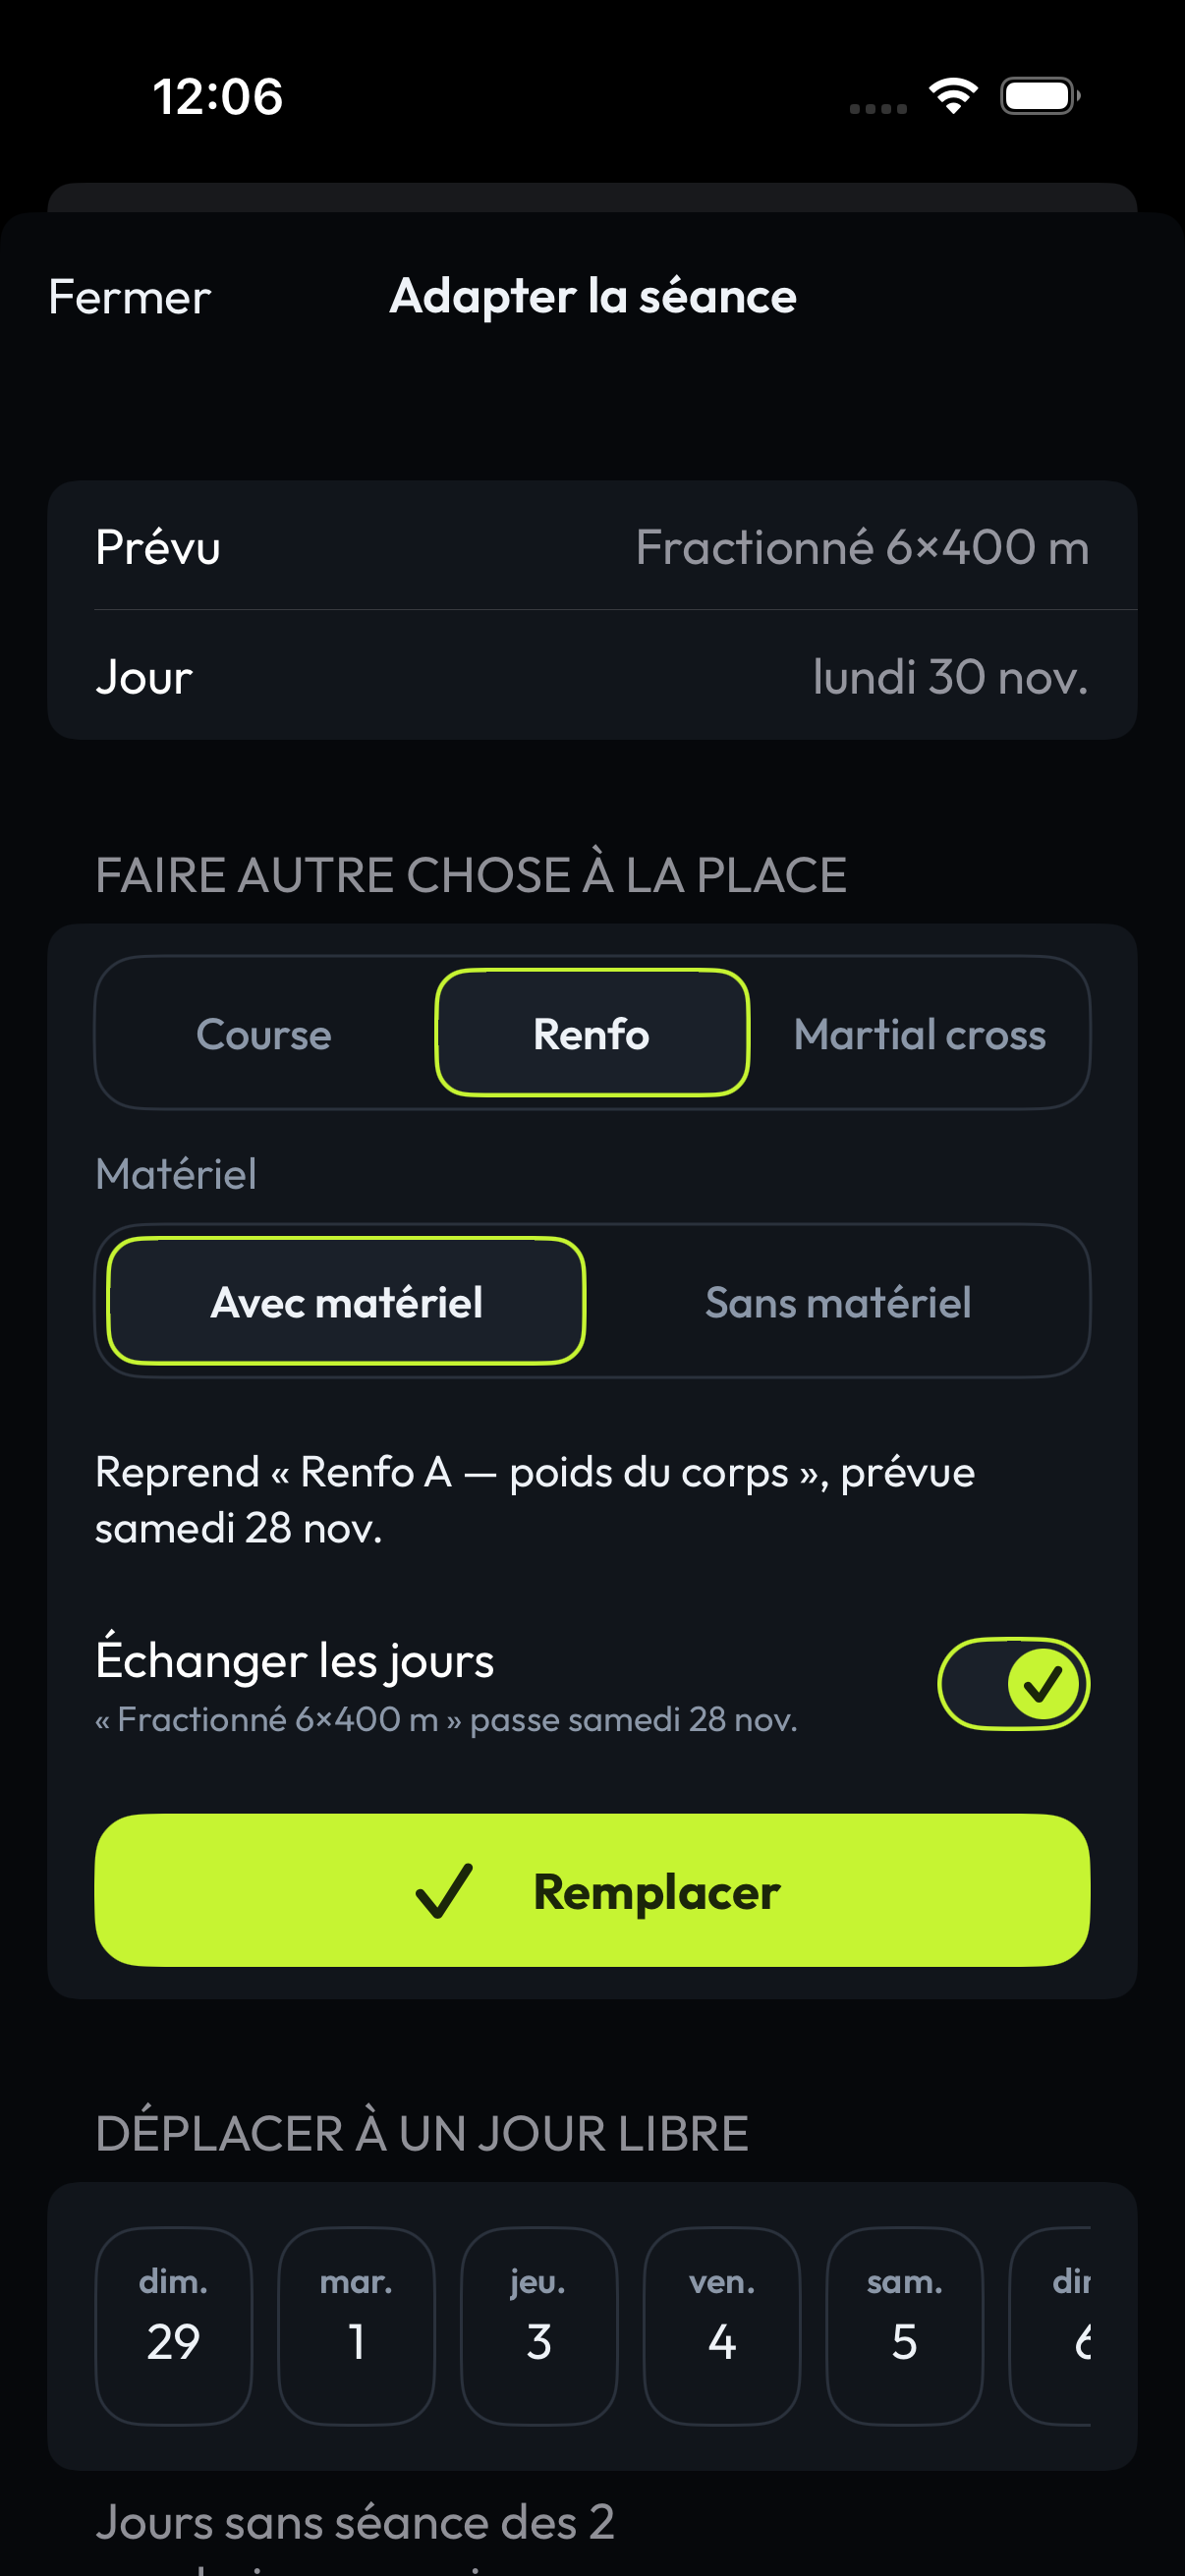 12:06
Fermer
Adapter la séance
Prévu
Fractionné 6×400 m
Jour
lundi 30 nov.
FAIRE AUTRE CHOSE À LA PLACE
Course
Renfo
Martial cross
Matériel
Avec matériel
Sans matériel
Reprend « Renfo A — poids du corps », prévue
samedi 28 nov.
Échanger les jours
« Fractionné 6×400 m » passe samedi 28 nov.
Remplacer
DÉPLACER À UN JOUR LIBRE
dim.
29
mar.
1
jeu.
3
ven.
4
sam.
5
Jours sans séance des 2